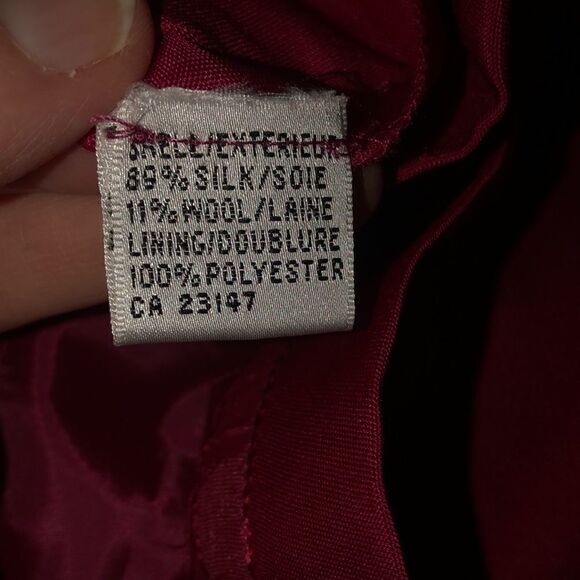 SHELL/EXTERIEUR
89% SILK/SOIE
11% WOOL/LAINE
LINING/DOUBLURE
100% POLYESTER
CA 23147